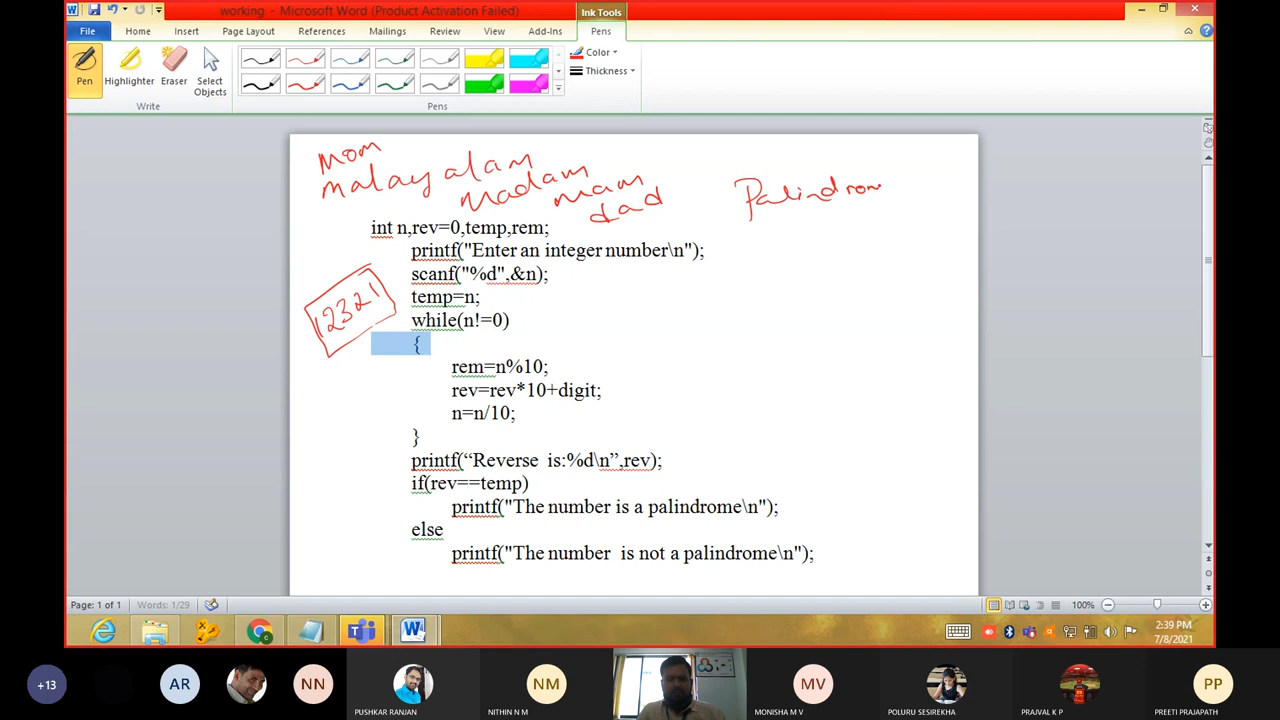 working - Microsoft Word (Product Activation Failed)
Ink Tools
File Home Insert Page Layout References Mailings Review View Add-Ins Pens
Pen Highlighter Eraser Select Objects
Color
Thickness
Write Pens
Mom
malayalam
Madam
mam
dad
Palindrom
int n,rev=0,temp,rem;
printf("Enter an integer number\n");
scanf("%d",&n);
temp=n;
12321
while(n!=0)
{
rem=n%10;
rev=rev*10+digit;
n=n/10;
}
printf(“Reverse is:%d\n”,rev);
if(rev==temp)
printf("The number is a palindrome\n");
else
printf("The number is not a palindrome\n");
Page: 1 of 1 Words: 1/29 100%
2:39 PM
7/8/2021
+13 AR NN PUSHKAR RANJAN NM NITHIN N M MV MONISHA M V POLURU SESIREKHA PRAJVAL K P PP PREETI PRAJAPATH